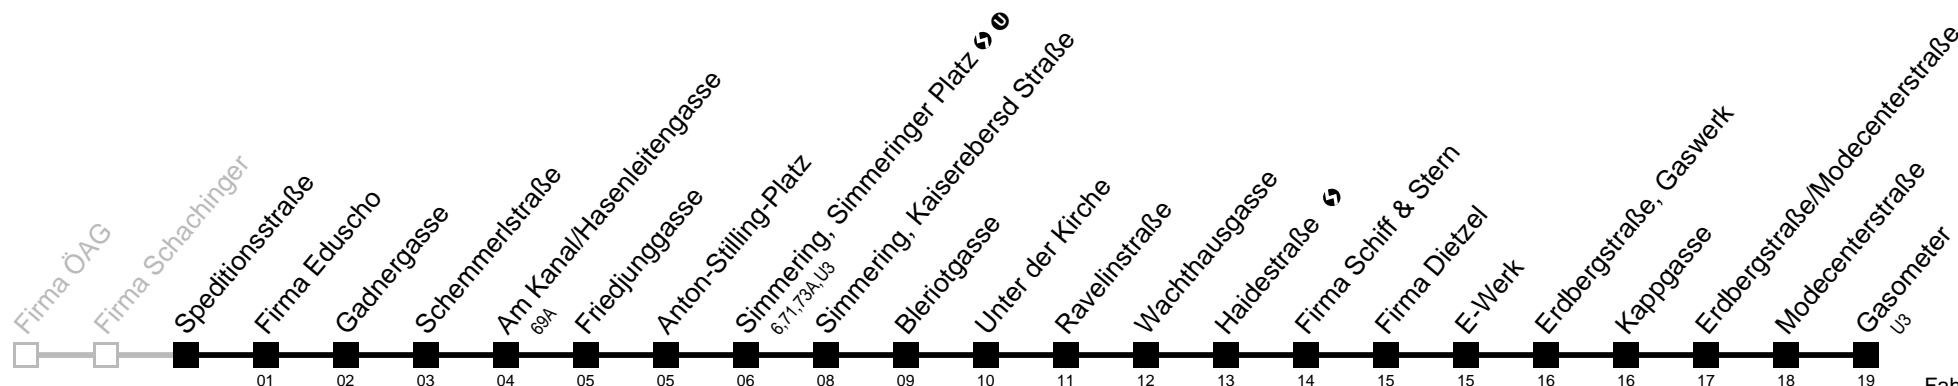 Firma ÖAG
Firma Schachinger
Speditionsstraße
Firma Eduscho
Gadnergasse
Schemmerlstraße
Am Kanal/Hasenleitengasse
69A
Friedjunggasse
Anton-Stilling-Platz
Simmering, Simmeringer Platz U
6,71,73A,U3
Simmering, Kaiserebersd Straße
Bleriotgasse
Unter der Kirche
Ravelinstraße
Wachthausgasse
Haidestraße
Firma Schiff & Stern
Firma Dietzel
E-Werk
Erdbergstraße, Gaswerk
Kappgasse
Erdbergstraße/Modecenterstraße
Modecenterstraße
Gasometer
U3
01 02 03 04 05 05 06 08 09 10 11 12 13 14 15 15 16 16 17 18 19